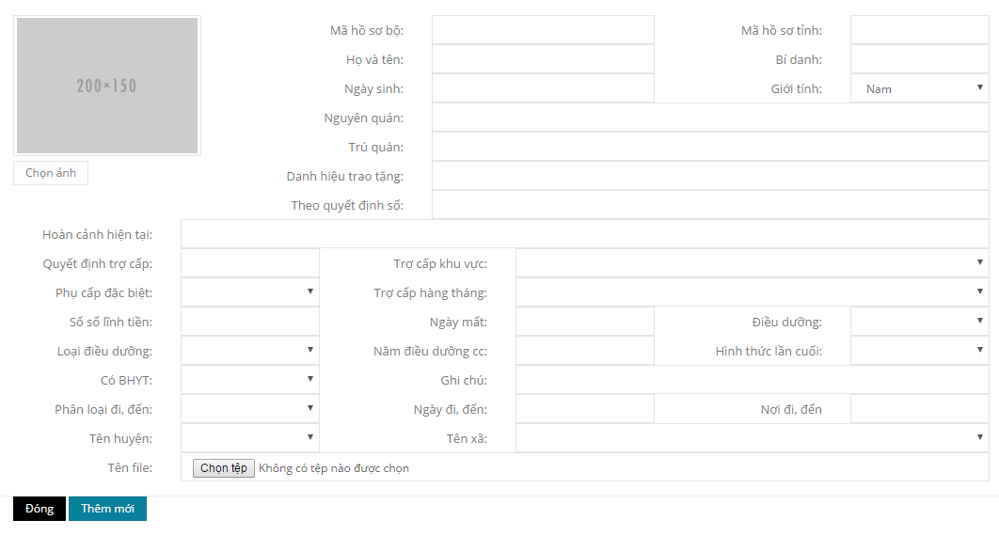 200×150
Chọn ảnh
Mã hồ sơ bộ: Mã hồ sơ tỉnh:
Họ và tên: Bí danh:
Ngày sinh: Giới tính: Nam
Nguyên quán:
Trú quán:
Danh hiệu trao tặng:
Theo quyết định số:
Hoàn cảnh hiện tại:
Quyết định trợ cấp: Trợ cấp khu vực:
Phụ cấp đặc biệt: Trợ cấp hàng tháng:
Số sổ lĩnh tiền: Ngày mất: Điều dưỡng:
Loại điều dưỡng: Năm điều dưỡng cc: Hình thức lần cuối:
Có BHYT: Ghi chú:
Phân loại đi, đến: Ngày đi, đến: Nơi đi, đến
Tên huyện: Tên xã:
Tên file: Chọn tệp Không có tệp nào được chọn
Đóng Thêm mới